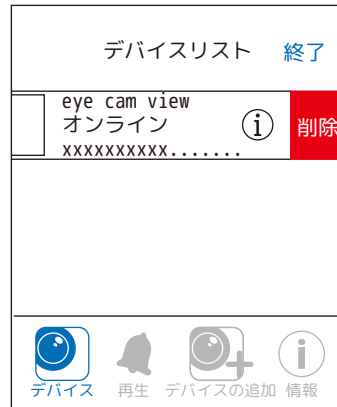 デバイスリスト 終了
eye cam view
オンライン
xxxxxxxxxx.......
i 削除
デバイス 再生 デバイスの追加 情報